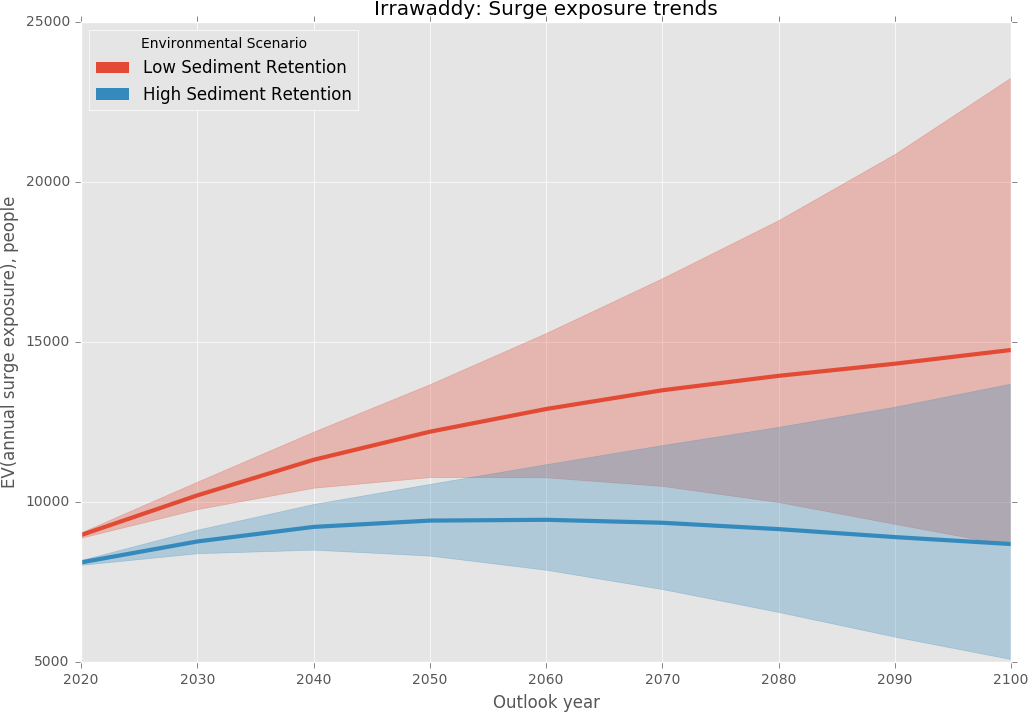 Irrawaddy: Surge exposure trends
Environmental Scenario
Low Sediment Retention
High Sediment Retention
EV(annual surge exposure), people
25000
20000
15000
10000
5000
2020 2030 2040 2050 2060 2070 2080 2090 2100
Outlook year